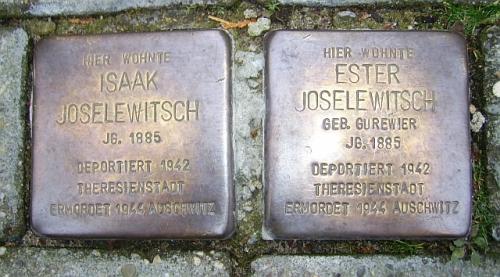 HIER WOHNTE
ISAAK
JOSELEWITSCH
JG. 1885
DEPORTIERT 1942
THERESIENSTADT
ERMORDET 1944 AUSCHWITZ
HIER WOHNTE
ESTER
JOSELEWITSCH
GEB. GUREWIER
JG. 1885
DEPORTIERT 1942
THERESIENSTADT
ERMORDET 1944 AUSCHWITZ